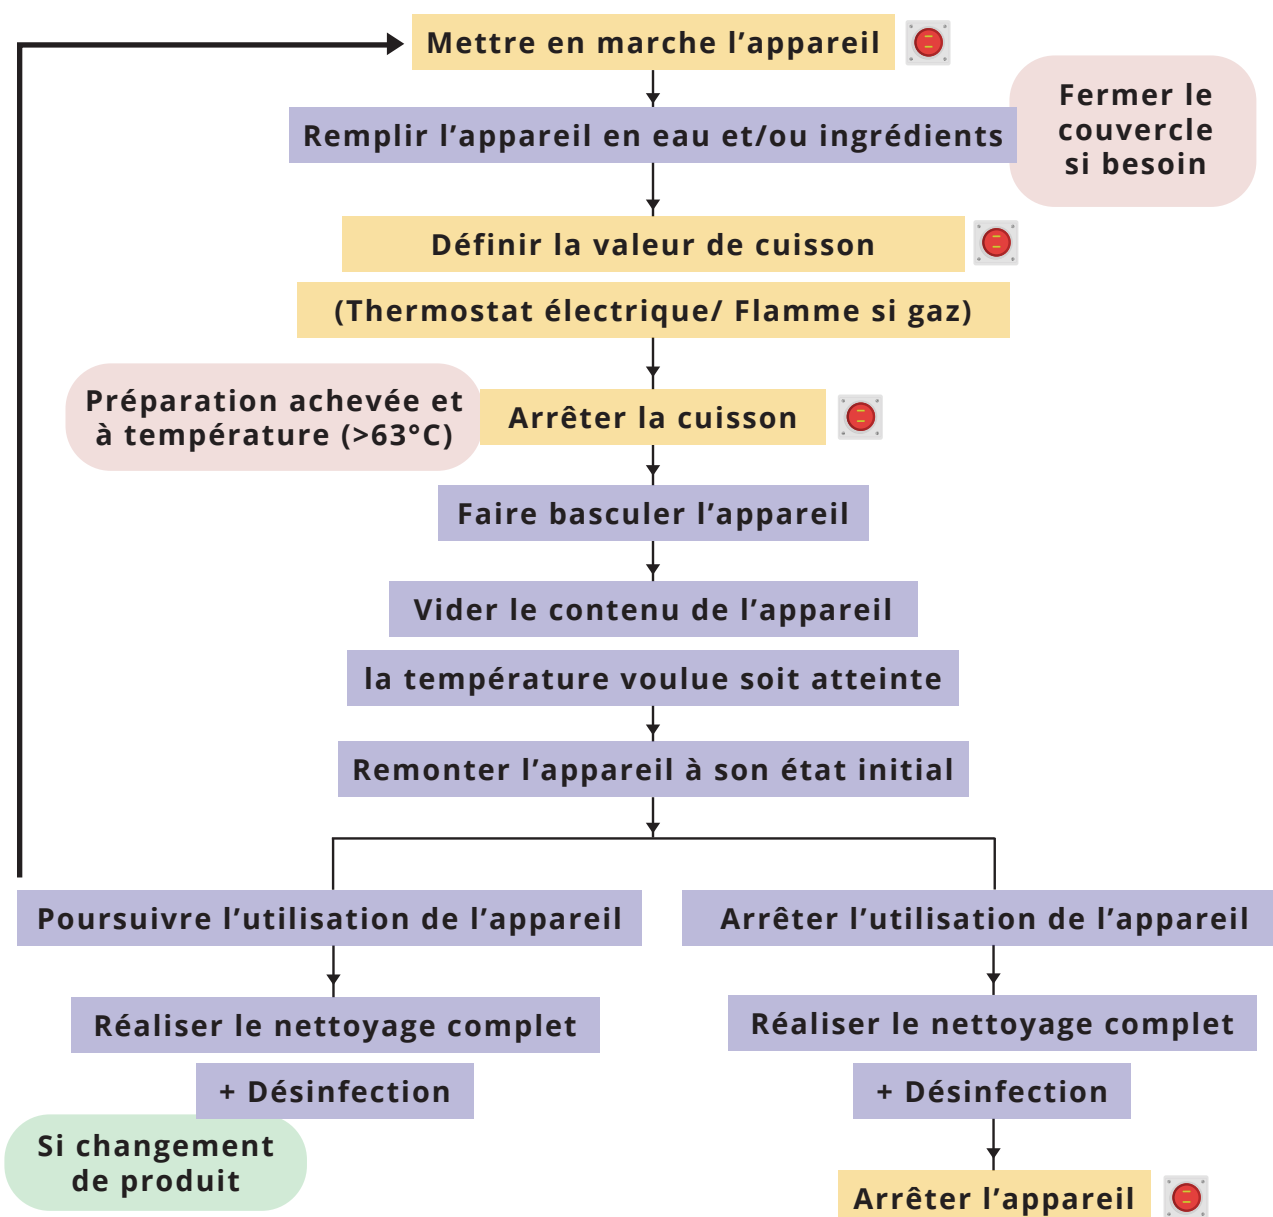 Mettre en marche l’appareil
Fermer le
couvercle
si besoin
Remplir l’appareil en eau et/ou ingrédients
Définir la valeur de cuisson
(Thermostat électrique/ Flamme si gaz)
Préparation achevée et
à température (>63°C)
Arrêter la cuisson
Faire basculer l’appareil
Vider le contenu de l’appareil
la température voulue soit atteinte
Remonter l’appareil à son état initial
Poursuivre l’utilisation de l’appareil
Réaliser le nettoyage complet
+ Désinfection
Si changement
de produit
Arrêter l’utilisation de l’appareil
Réaliser le nettoyage complet
+ Désinfection
Arrêter l’appareil